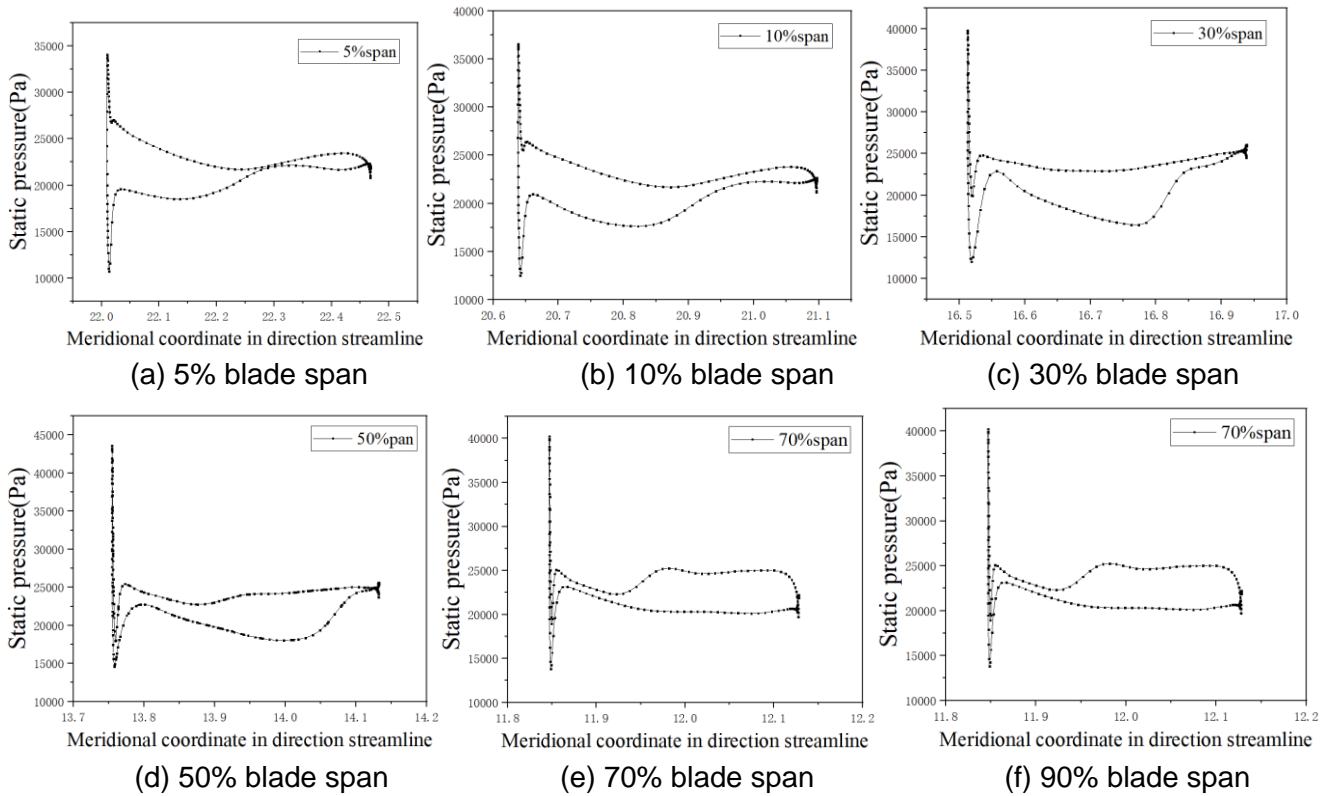 40000
35000
30000
25000
20000
15000
10000
5%span
Static pressure(Pa)
22.0 22.1 22.2 22.3 22.4 22.5
Meridional coordinate in direction streamline
(a) 5% blade span
40000
35000
30000
25000
20000
15000
10000
10%span
Static pressure(Pa)
20.6 20.7 20.8 20.9 21.0 21.1
Meridional coordinate in direction streamline
(b) 10% blade span
40000
35000
30000
25000
20000
15000
10000
30%span
Static pressure(Pa)
16.5 16.6 16.7 16.8 16.9 17.0
Meridional coordinate in direction streamline
(c) 30% blade span
45000
40000
35000
30000
25000
20000
15000
10000
50%pan
Static pressure(Pa)
13.7 13.8 13.9 14.0 14.1 14.2
Meridional coordinate in direction streamline
(d) 50% blade span
40000
35000
30000
25000
20000
15000
10000
70%span
Static pressure(Pa)
11.8 11.9 12.0 12.1 12.2
Meridional coordinate in direction streamline
(e) 70% blade span
40000
35000
30000
25000
20000
15000
10000
70%span
Static pressure(Pa)
11.8 11.9 12.0 12.1 12.2
Meridional coordinate in direction streamline
(f) 90% blade span